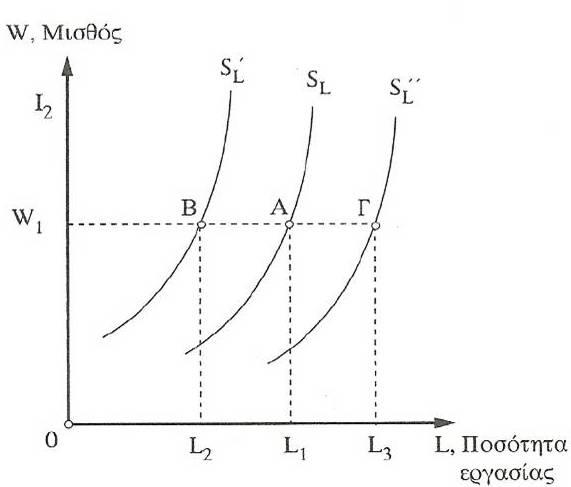 W, Μισθός
S_L΄ S_L S_L΄΄
I₂
B A Γ
W₁
0 L₂ L₁ L₃ L, Ποσότητα
εργασίας